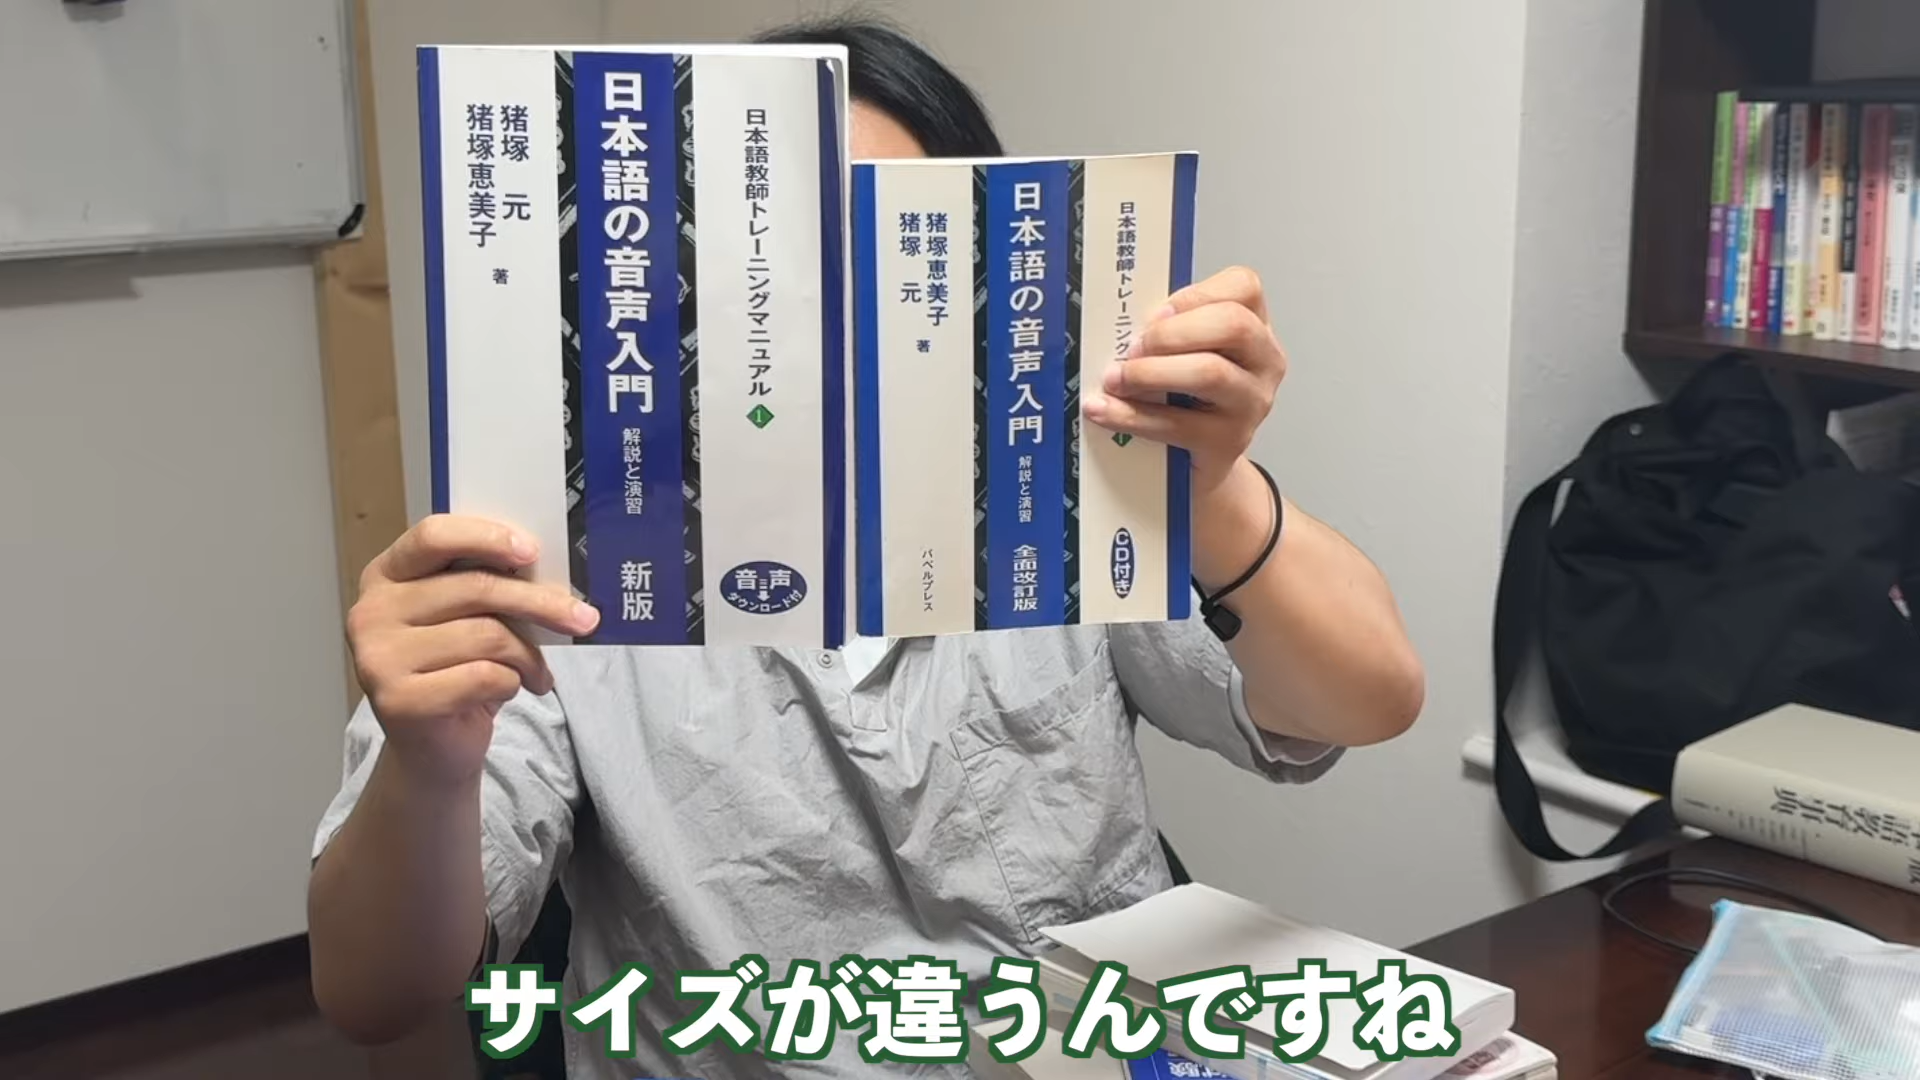 日本語教師トレーニングマニュアル
1
日本語の音声入門
解説と演習
新版
猪塚 元
猪塚恵美子
著
音声
ダウンロード付
日本語教師トレーニング
日本語の音声入門
解説と演習
全面改訂版
猪塚恵美子
猪塚 元
著
バベルプレス
CD付き
サイズが違うんですね